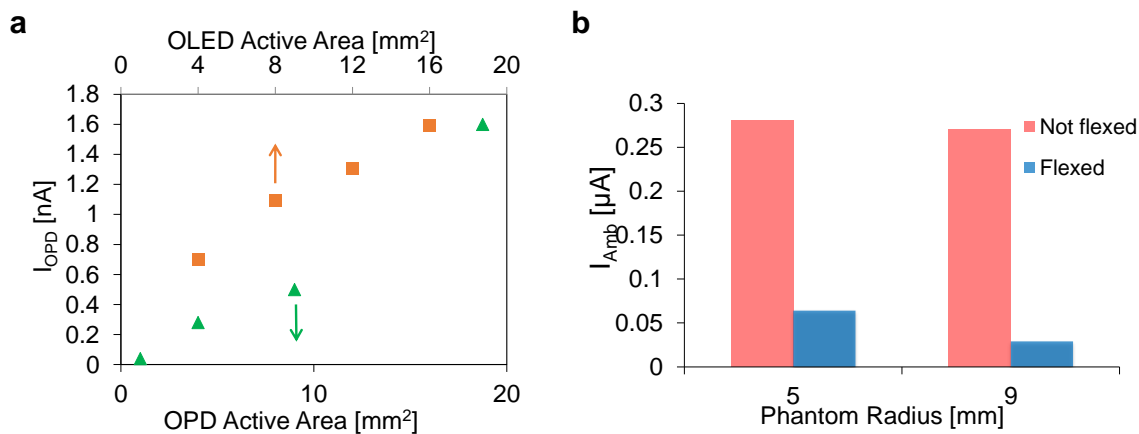 a
OLED Active Area [mm²]
0 4 8 12 16 20
1.8
1.6
1.4
1.2
1
0.8
0.6
0.4
0.2
0
I_OPD [nA]
0 10 20
OPD Active Area [mm²]
b
0.3
0.25
0.2
0.15
0.1
0.05
0
I_Amb [µA]
Not flexed
Flexed
5 9
Phantom Radius [mm]